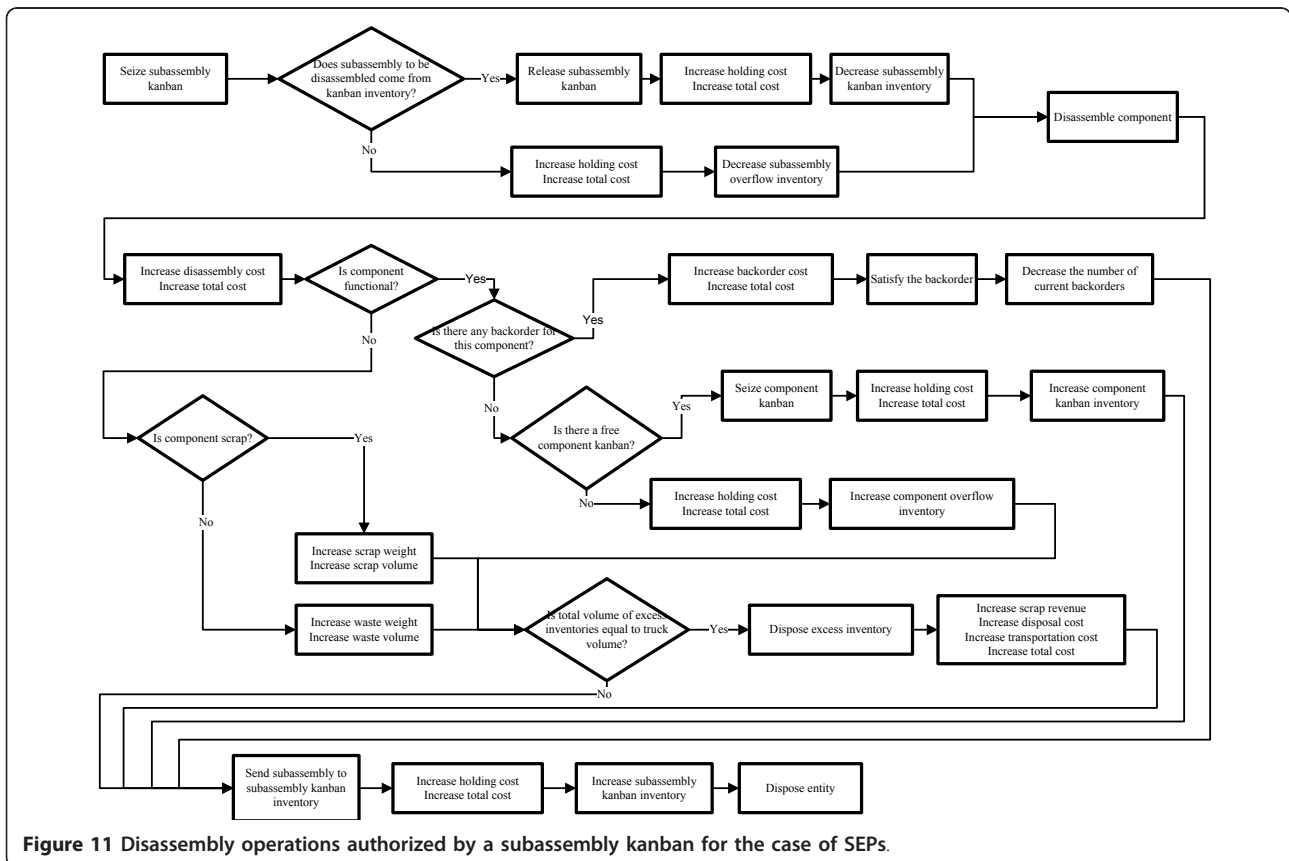 Seize subassembly
kanban
Does subassembly to be
disassembled come from
kanban inventory?
Yes
Release subassembly
kanban
Increase holding cost
Increase total cost
Decrease subassembly
kanban inventory
Disassemble component
No
Increase holding cost
Increase total cost
Decrease subassembly
overflow inventory
Increase disassembly cost
Increase total cost
Is component
functional?
Yes
Is there any backorder for
this component?
Yes
Increase backorder cost
Increase total cost
Satisfy the backorder
Decrease the number of
current backorders
No
No
Is there a free
component kanban?
Yes
Seize component
kanban
Increase holding cost
Increase total cost
Increase component
kanban inventory
Is component scrap?
Yes
No
Increase holding cost
Increase total cost
Increase component overflow
inventory
No
Increase scrap weight
Increase scrap volume
Increase waste weight
Increase waste volume
Is total volume of excess
inventories equal to truck
volume?
Yes
Dispose excess inventory
Increase scrap revenue
Increase disposal cost
Increase transportation cost
Increase total cost
No
Send subassembly to
subassembly kanban
inventory
Increase holding cost
Increase total cost
Increase subassembly
kanban inventory
Dispose entity
Figure 11 Disassembly operations authorized by a subassembly kanban for the case of SEPs.